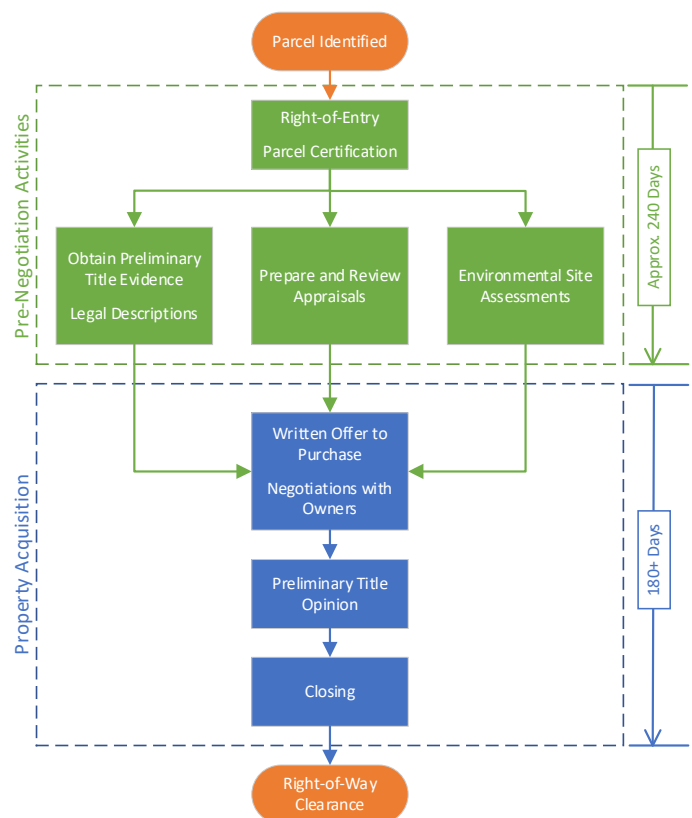 Parcel Identified
Pre-Negotiation Activities
Right-of-Entry
Parcel Certification
Approx. 240 Days
Obtain Preliminary
Title Evidence
Legal Descriptions
Prepare and Review
Appraisals
Environmental Site
Assessments
Property Acquisition
Written Offer to
Purchase
Negotiations with
Owners
180+ Days
Preliminary Title
Opinion
Closing
Right-of-Way
Clearance